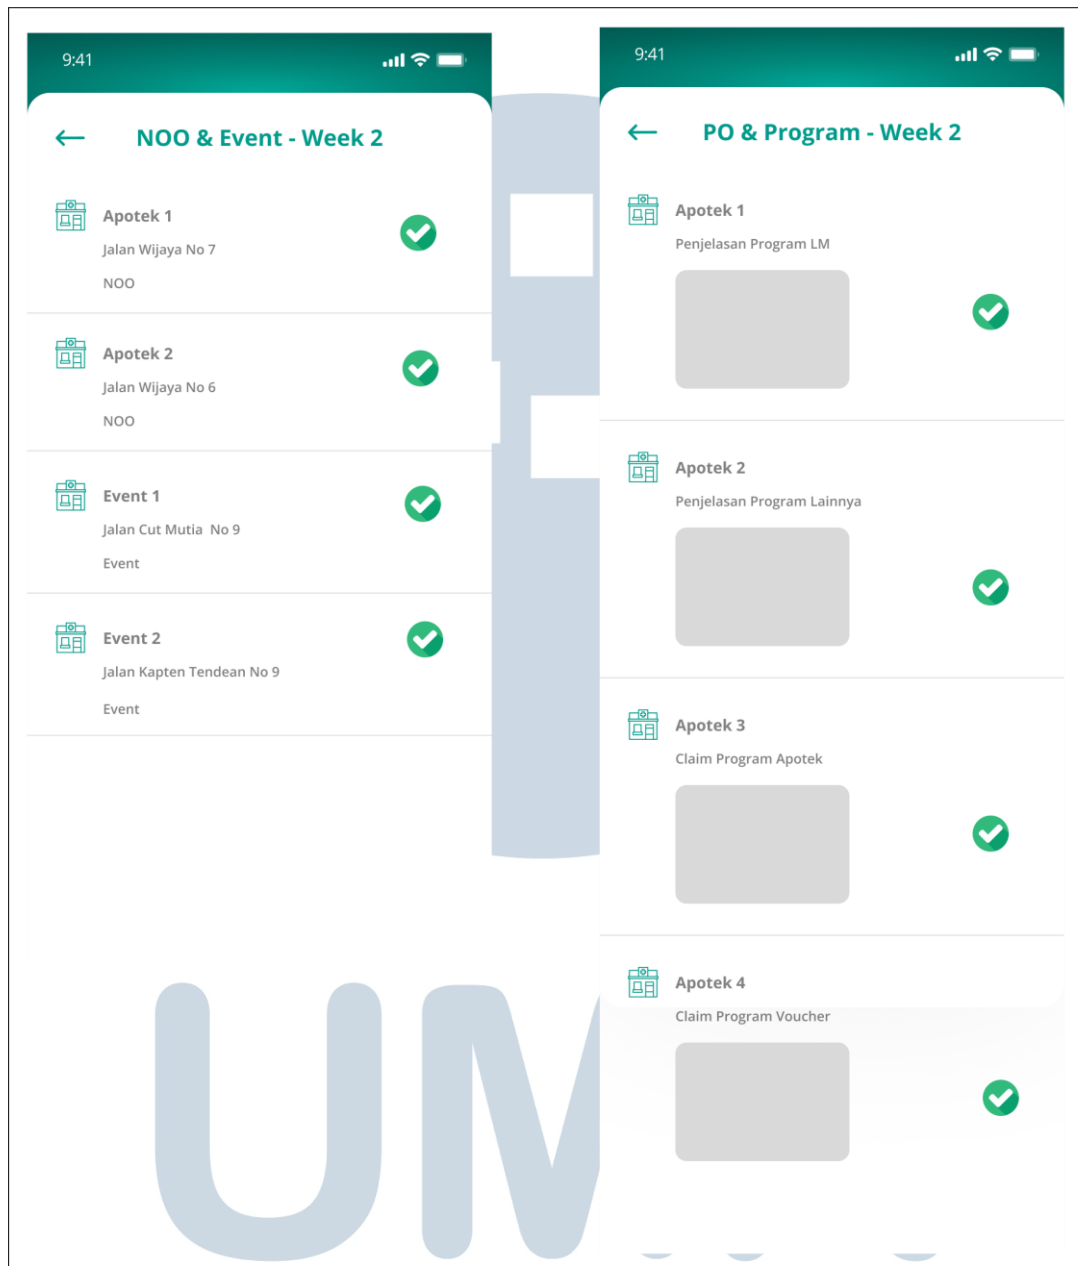 9:41
NOO & Event - Week 2
Apotek 1
Jalan Wijaya No 7
NOO
Apotek 2
Jalan Wijaya No 6
NOO
Event 1
Jalan Cut Mutia No 9
Event
Event 2
Jalan Kapten Tendean No 9
Event
9:41
PO & Program - Week 2
Apotek 1
Penjelasan Program LM
Apotek 2
Penjelasan Program Lainnya
Apotek 3
Claim Program Apotek
Apotek 4
Claim Program Voucher